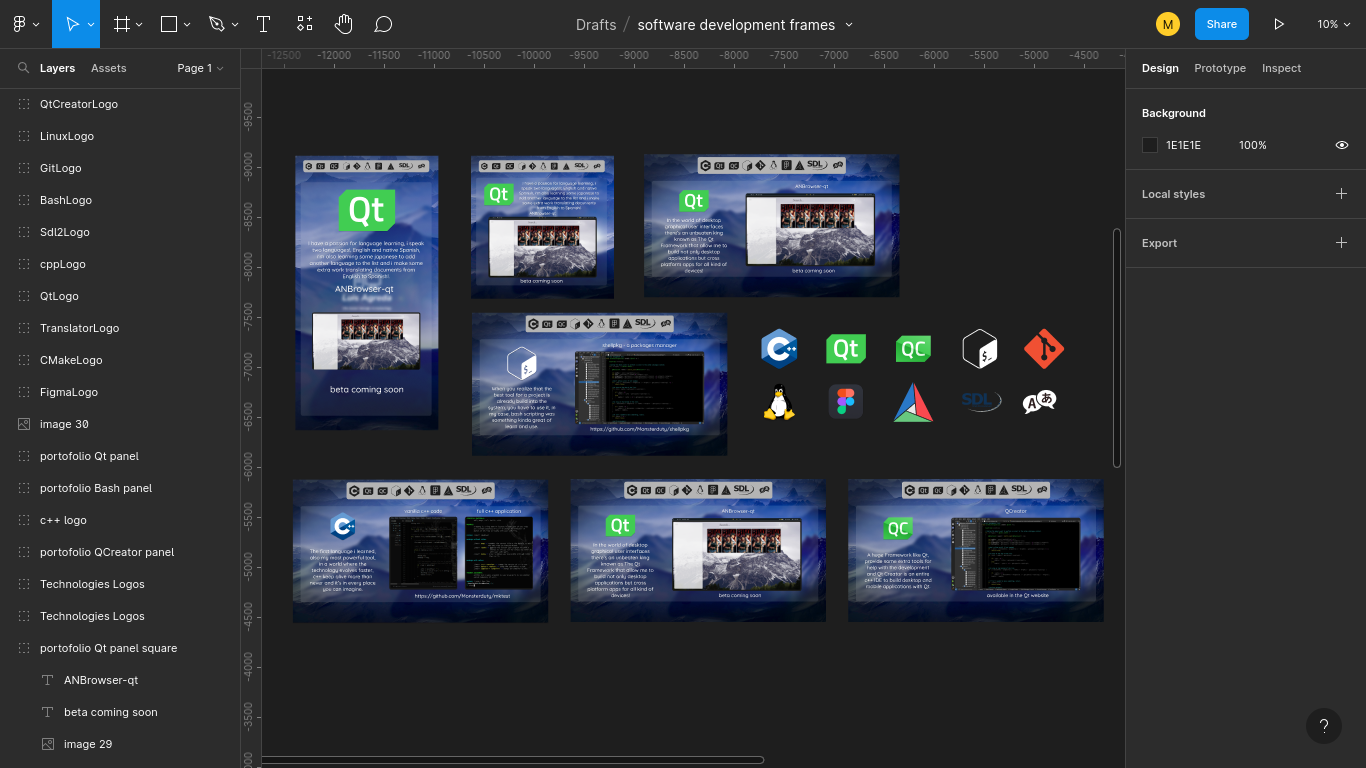 Drafts / software development frames
M
Share
10%
Layers
Assets
Page 1
QtCreatorLogo
LinuxLogo
GitLogo
BashLogo
Sdl2Logo
cppLogo
QtLogo
TranslatorLogo
CMakeLogo
FigmaLogo
image 30
portofolio Qt panel
portofolio Bash panel
c++ logo
portofolio QCreator panel
Technologies Logos
Technologies Logos
portofolio Qt panel square
ANBrowser-qt
beta coming soon
image 29
-12500 -12000 -11500 -11000 -10500 -10000 -9500 -9000 -8500 -8000 -7500 -7000 -6500 -6000 -5500 -5000 -4500
-9500
-9000
-8500
-8000
-7500
-7000
-6500
-6000
-5500
-5000
-4500
-4000
-3500
Qt
I have a passion for language learning, I speak
two languages: English and native Spanish,
I'm also learning some japonese to add
another language to the list and i make some
extra work translating documents from
English to Spanish!
ANBrowser-qt
Luis Agreda
beta coming soon
Qt
beta coming soon
SDL
ANBrowser-qt
Qt
In the world of desktop
graphical user interfaces
there's an unbeaten king
known as The Qt
Framework that allow me to
build not only desktop
applications but cross
platform apps for all kind of
devices!
beta coming soon
SDL
shellpkg - a packages manager
When you realize that the
best tool for a project is
already build into the
system, you have to use it, in
my case, bash scripting was
something kinda great of
learn and use.
https://github.com/Monsterduty/shellpkg
C++
Qt
QC
$_
SDL
SDL
vanilla c++ code
full c++ application
C++
The first language i learned,
also my most powerful tool,
in a world where the
technology evolves faster,
c++ keep save more than
never and it's in every place
you can imagine.
https://github.com/Monsterduty/mktest
SDL
ANBrowser-qt
Qt
In the world of desktop
graphical user interfaces
there's an unbeaten king
known as The Qt
Framework that allow me to
build not only desktop
applications but cross
platform apps for all kind of
devices!
beta coming soon
SDL
QCreator
QC
A huge Framework like Qt,
provide some extra tools for
help with the development
and Qt Creator is an entire
c++ IDE to build desktop and
mobile applications with Qt.
available in the Qt website
Design
Prototype
Inspect
Background
1E1E1E
100%
Local styles
Export
?